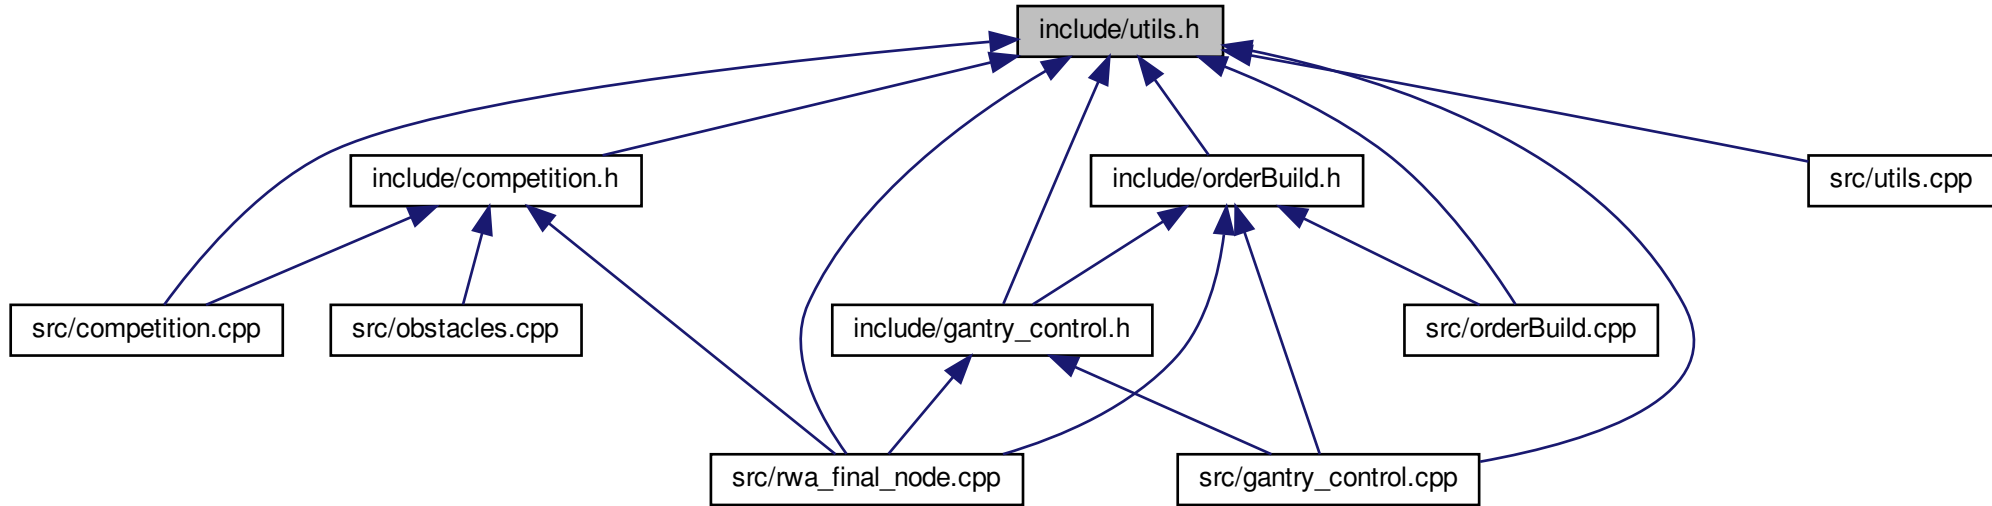 include/utils.h
include/competition.h
include/orderBuild.h
src/utils.cpp
src/competition.cpp
src/obstacles.cpp
include/gantry_control.h
src/orderBuild.cpp
src/rwa_final_node.cpp
src/gantry_control.cpp